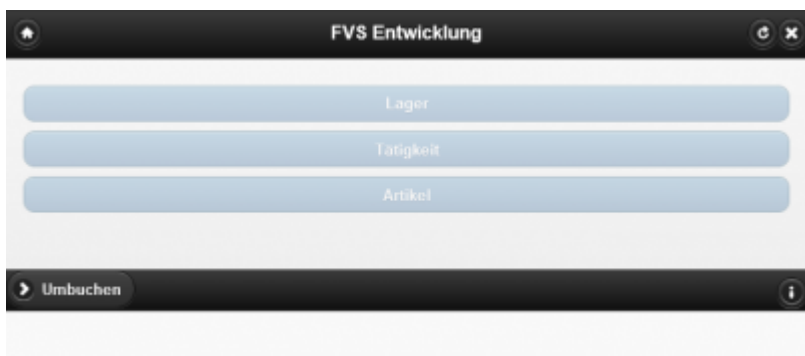 FVS Entwicklung
Lager
Tätigkeit
Artikel
Umbuchen